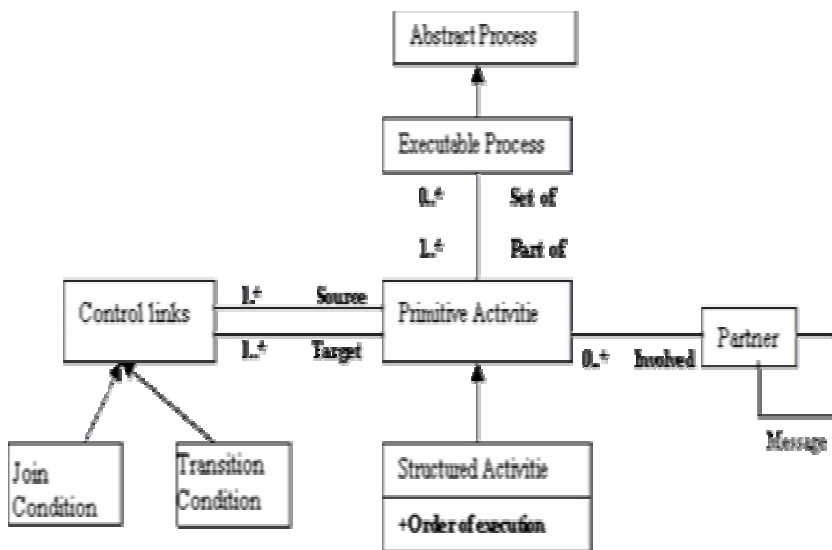 Abstract Process
Executable Process
0..* Set of
1..* Part of
Control links
1.* Source
1..* Target
Primitive Activitie
0..* Involved
Partner
Message
Join
Condition
Transition
Condition
Structured Activitie
+Order of execution